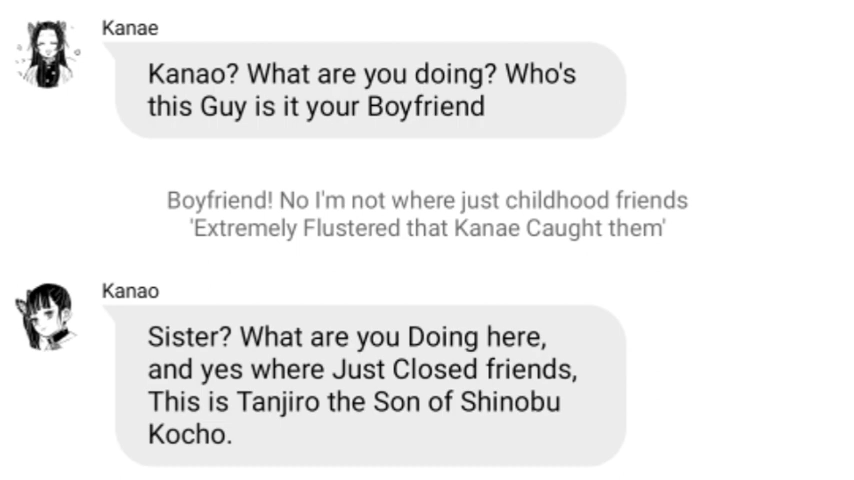 Kanae
Kanao? What are you doing? Who's
this Guy is it your Boyfriend
Boyfriend! No I'm not where just childhood friends
'Extremely Flustered that Kanae Caught them'
Kanao
Sister? What are you Doing here,
and yes where Just Closed friends,
This is Tanjiro the Son of Shinobu
Kocho.